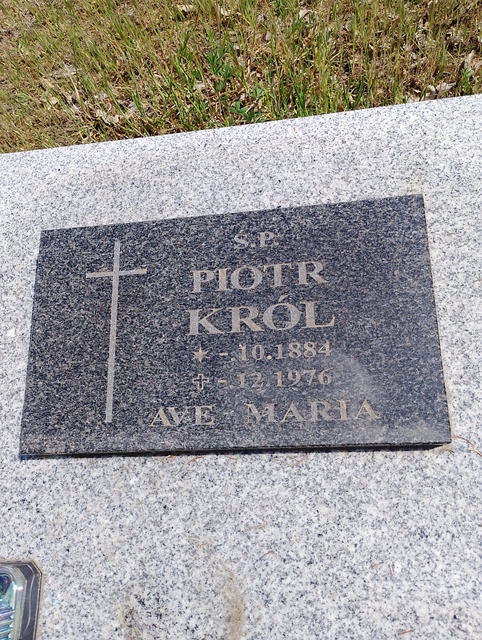 S.P.
PIOTR
KRÓL
✶ - .10.1884
✞ - .12.1976
AVE MARIA